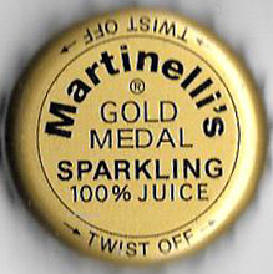 ← TWIST OFF →
Martinelli's
®
GOLD
MEDAL
SPARKLING
100% JUICE
← TWIST OFF →